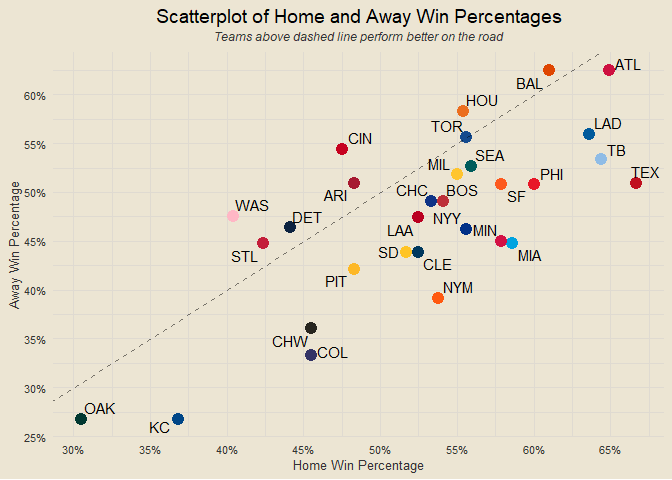 Scatterplot of Home and Away Win Percentages
Teams above dashed line perform better on the road
60%
55%
50%
45%
40%
35%
30%
25%
Away Win Percentage
ATL
BAL
HOU
TOR
LAD
CIN
TB
SEA
MIL
PHI
TEX
ARI
CHC
BOS
SF
WAS
DET
NYY
LAA
MIN
STL
SD
CLE
MIA
PIT
NYM
CHW
COL
OAK
KC
30%
35%
40%
45%
50%
55%
60%
65%
Home Win Percentage